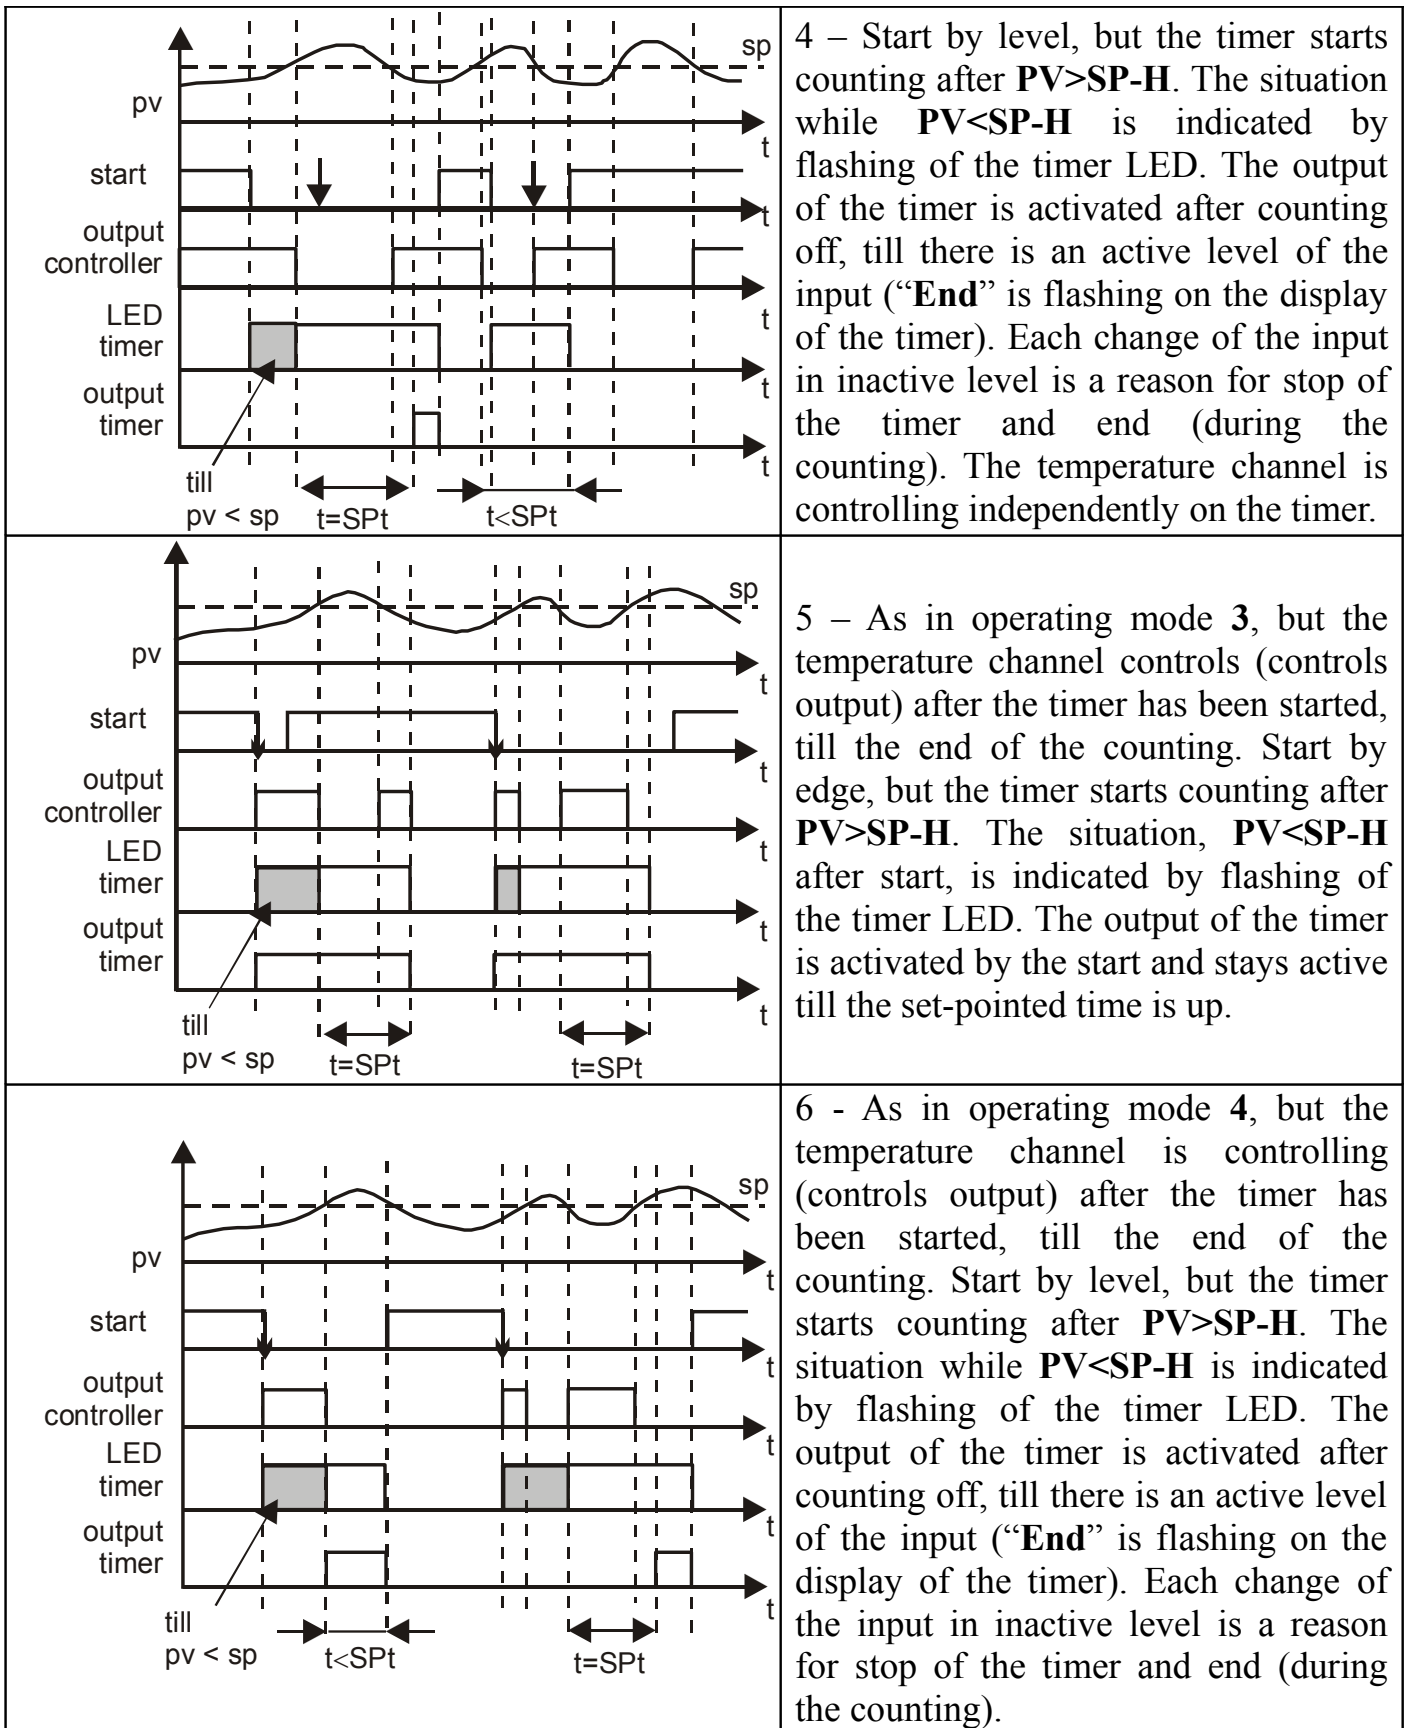 sp
pv
t
start
t
output
controller
t
LED
timer
t
output
timer
t
till
pv < sp
t=SPt
t<SPt
4 – Start by level, but the timer starts
counting after PV>SP-H. The situation
while PV<SP-H is indicated by
flashing of the timer LED. The output
of the timer is activated after counting
off, till there is an active level of the
input (“End” is flashing on the display
of the timer). Each change of the input
in inactive level is a reason for stop of
the timer and end (during the
counting). The temperature channel is
controlling independently on the timer.
sp
pv
t
start
t
output
controller
t
LED
timer
t
output
timer
t
till
pv < sp
t=SPt
t=SPt
5 – As in operating mode 3, but the
temperature channel controls (controls
output) after the timer has been started,
till the end of the counting. Start by
edge, but the timer starts counting after
PV>SP-H. The situation, PV<SP-H
after start, is indicated by flashing of
the timer LED. The output of the timer
is activated by the start and stays active
till the set-pointed time is up.
sp
pv
t
start
t
output
controller
t
LED
timer
t
output
timer
t
till
pv < sp
t<SPt
t=SPt
6 - As in operating mode 4, but the
temperature channel is controlling
(controls output) after the timer has
been started, till the end of the
counting. Start by level, but the timer
starts counting after PV>SP-H. The
situation while PV<SP-H is indicated
by flashing of the timer LED. The
output of the timer is activated after
counting off, till there is an active level
of the input (“End” is flashing on the
display of the timer). Each change of
the input in inactive level is a reason
for stop of the timer and end (during
the counting).